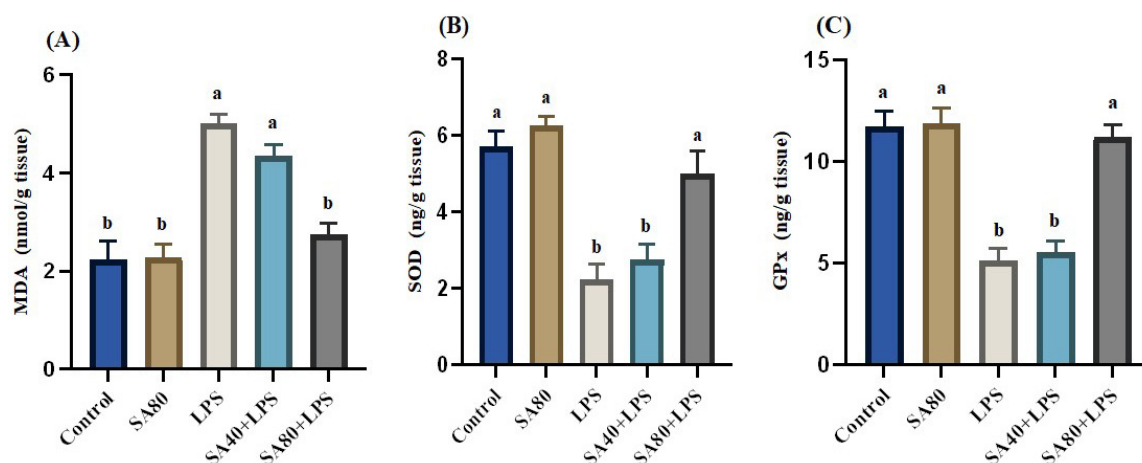 (A)
MDA (nmol/g tissue)
6
4
2
0
b
b
a
a
b
Control
SA80
LPS
SA40+LPS
SA80+LPS
(B)
SOD (ng/g tissue)
8
6
4
2
0
a
a
b
b
a
Control
SA80
LPS
SA40+LPS
SA80+LPS
(C)
GPx (ng/g tissue)
15
10
5
0
a
a
b
b
a
Control
SA80
LPS
SA40+LPS
SA80+LPS